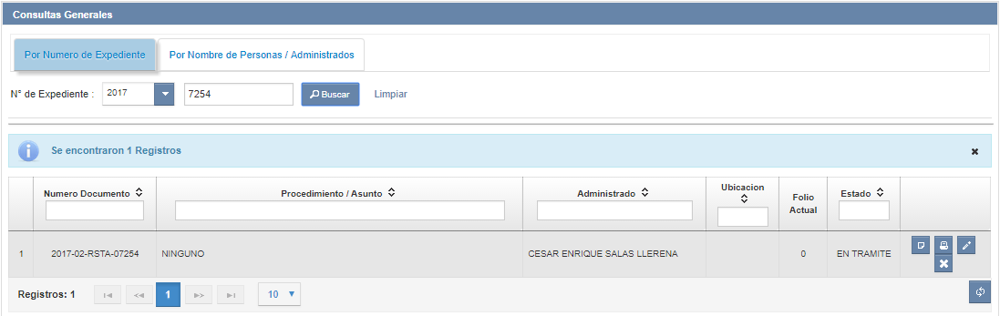 Consultas Generales
Por Numero de Expediente
Por Nombre de Personas / Administrados
N° de Expediente :
2017
7254
Buscar
Limpiar
Se encontraron 1 Registros
Numero Documento
Procedimiento / Asunto
Administrado
Ubicacion
Folio
Actual
Estado
1
2017-02-RSTA-07254
NINGUNO
CESAR ENRIQUE SALAS LLERENA
0
EN TRAMITE
Registros: 1
1
10